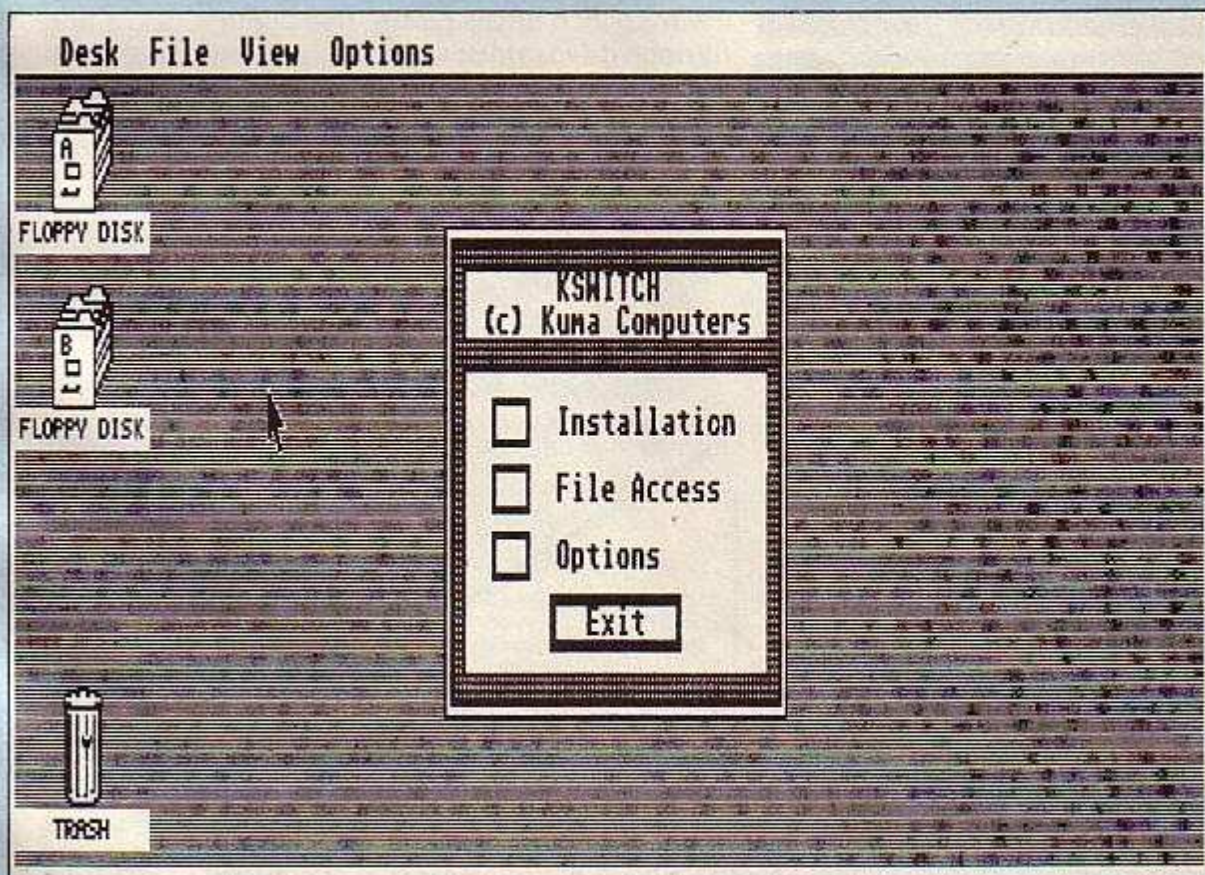 Desk File View Options
A
FLOPPY DISK
B
FLOPPY DISK
KSWITCH
(c) Kuma Computers
Installation
File Access
Options
Exit
TRASH